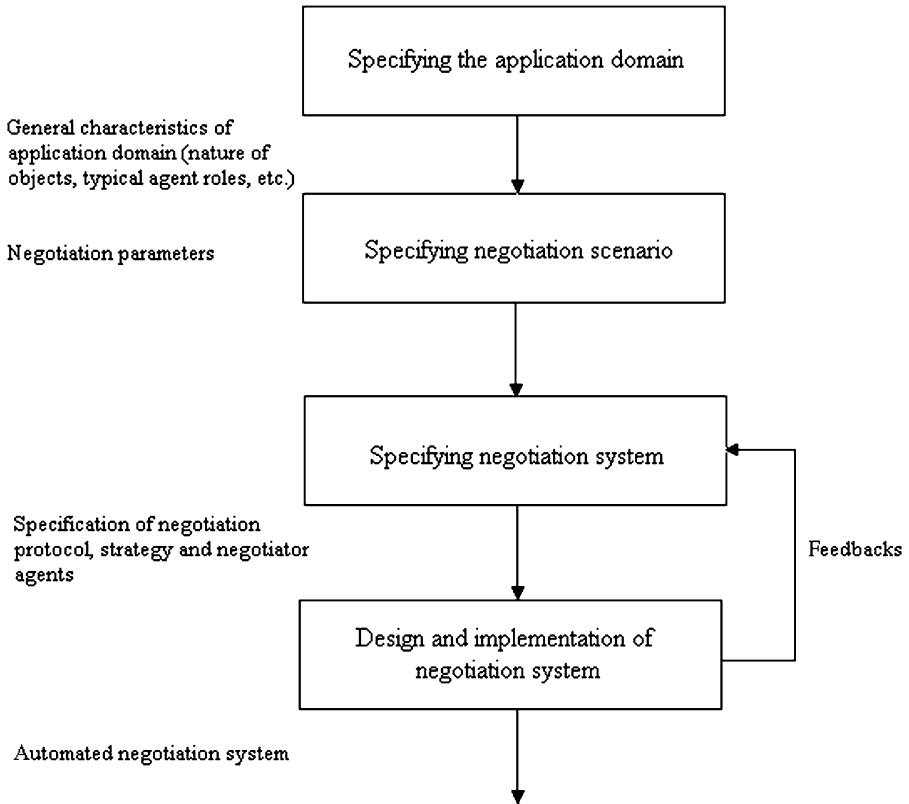 Specifying the application domain
General characteristics of
application domain (nature of
objects, typical agent roles, etc.)
Negotiation parameters
Specifying negotiation scenario
Specifying negotiation system
Specification of negotiation
protocol, strategy and negotiator
agents
Feedbacks
Design and implementation of
negotiation system
Automated negotiation system